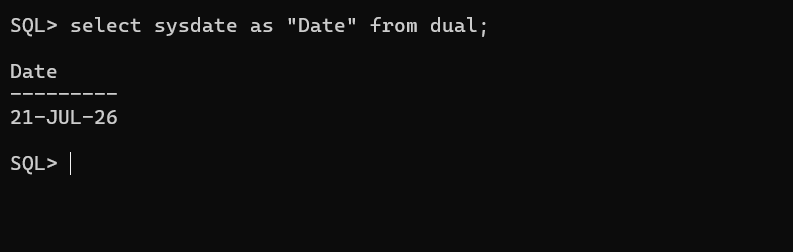 SQL> select sysdate as "Date" from dual;
Date
---------
21-JUL-26
SQL>